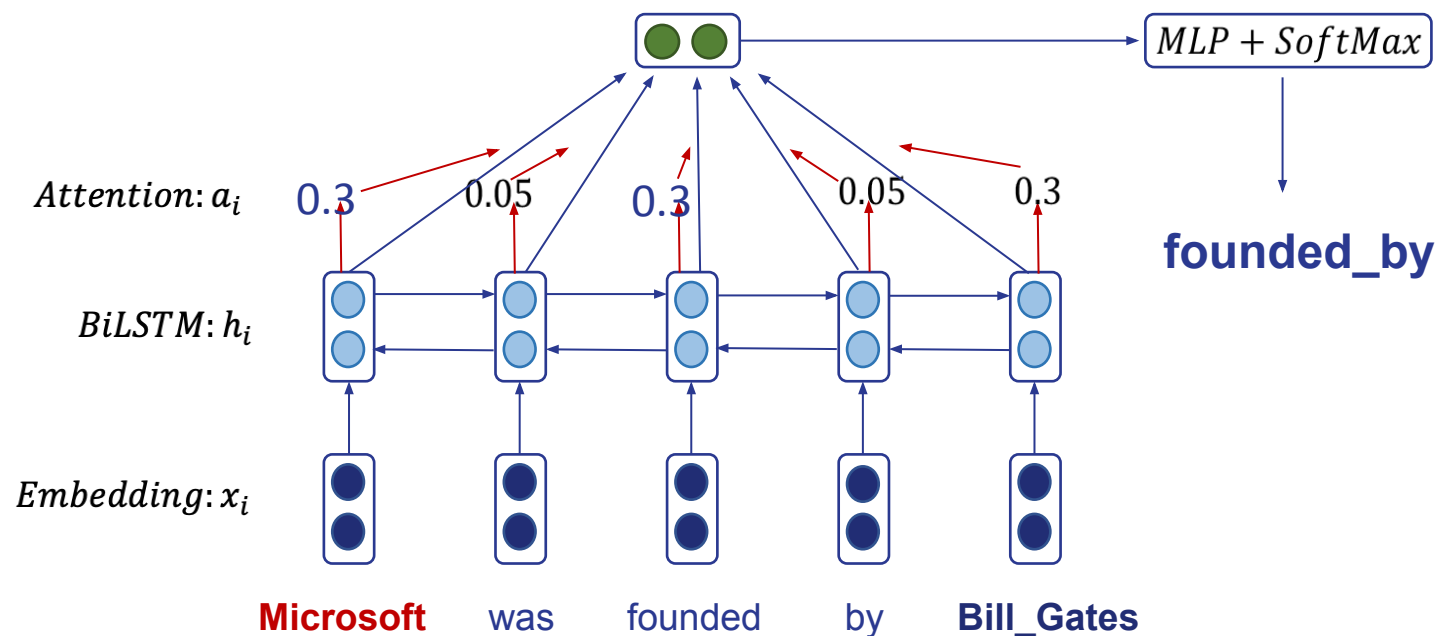 MLP + SoftMax
Attention: a_i 0.3 0.05 0.3 0.05 0.3
founded_by
BiLSTM: h_i
Embedding: x_i
Microsoft was founded by Bill_Gates